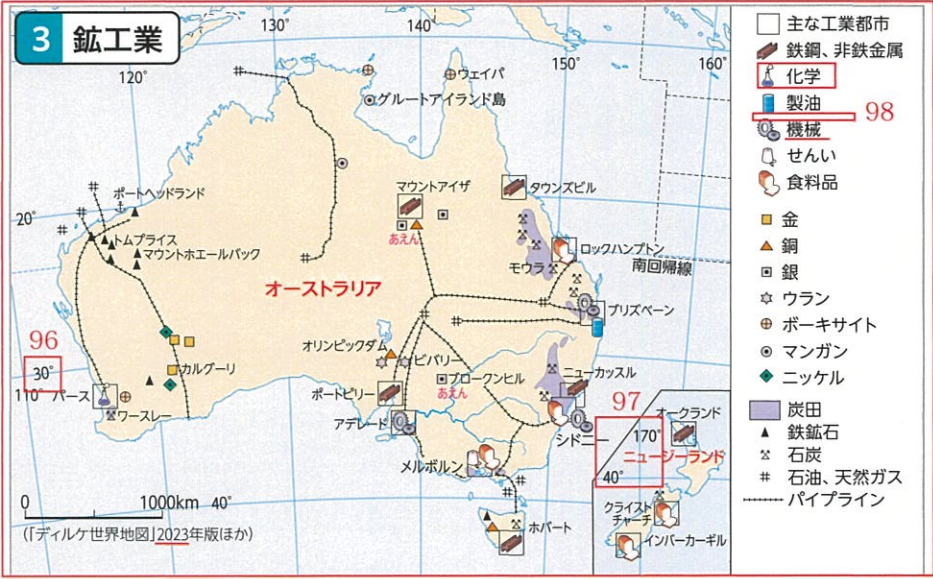 3 鉱工業
120°
130°
140°
150°
160°
20°
30°
110°
40°
ウェイパ
グルートアイランド島
ポートヘッドランド
トムプライス
マウントホエールバック
マウントアイザ
あえん
タウンズビル
ロックハンプトン
モウラ
南回帰線
ブリズベーン
オーストラリア
オリンピックダム
ビバリー
カルグーリ
96
パース
ワースレー
ポートピリー
ブロークンヒル
あえん
アデレード
ニューカッスル
シドニー
メルボルン
ホバート
97
オークランド
170°
ニュージーランド
40°
クライスト
チャーチ
インバーカーギル
0 1000km
(「ディルケ世界地図」2023年版ほか)
主な工業都市
鉄鋼、非鉄金属
化学
製油
98
機械
せんい
食料品
金
銅
銀
ウラン
ボーキサイト
マンガン
ニッケル
炭田
鉄鉱石
石炭
石油、天然ガス
パイプライン